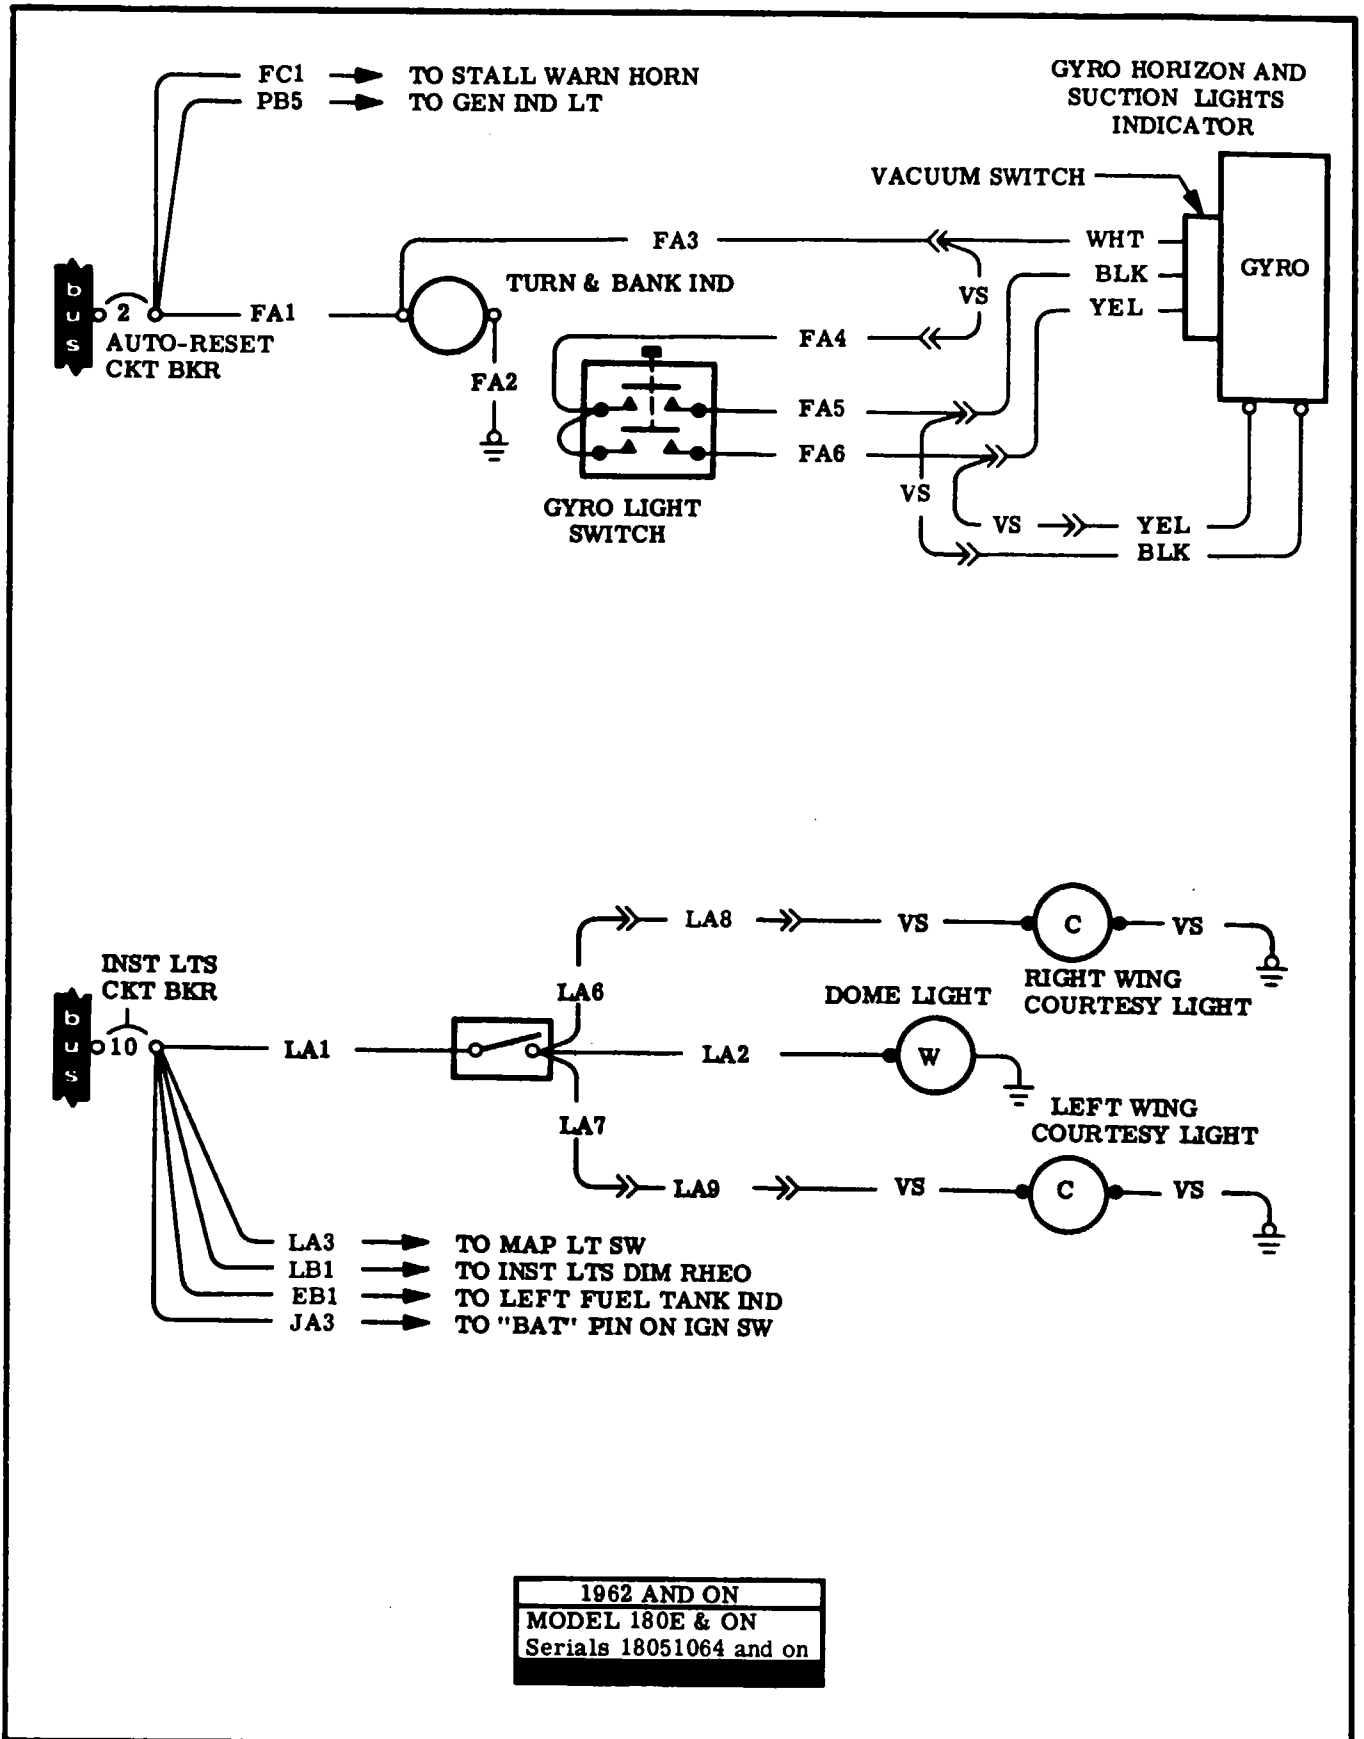 FC1 TO STALL WARN HORN
PB5 TO GEN IND LT
GYRO HORIZON AND
SUCTION LIGHTS
INDICATOR
VACUUM SWITCH
FA3
WHT
BLK
YEL
GYRO
bus
2
AUTO-RESET
CKT BKR
FA1
TURN & BANK IND
FA2
VS
FA4
FA5
FA6
GYRO LIGHT
SWITCH
VS
VS
YEL
BLK
INST LTS
CKT BKR
bus
10
LA1
LA6
LA8
VS
C
VS
RIGHT WING
COURTESY LIGHT
DOME LIGHT
LA2
W
LA7
LEFT WING
COURTESY LIGHT
LA9
VS
C
VS
LA3 TO MAP LT SW
LB1 TO INST LTS DIM RHEO
EB1 TO LEFT FUEL TANK IND
JA3 TO "BAT" PIN ON IGN SW
1962 AND ON
MODEL 180E & ON
Serials 18051064 and on